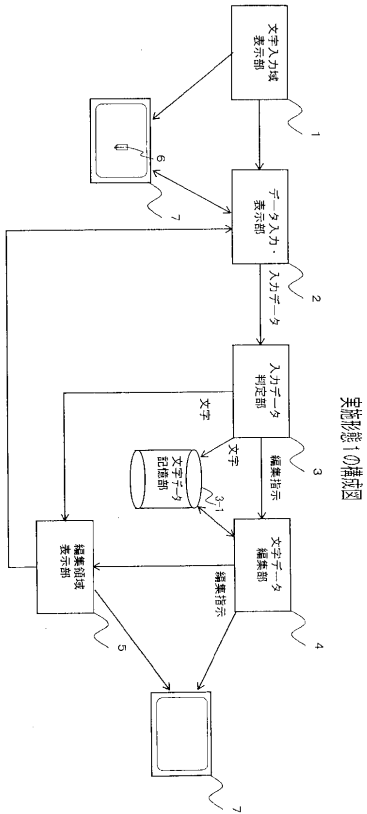 実施形態1の構成図
文字入力域
表示部
1
6
7
データ入力・
表示部
2
入力データ
入力データ
判定部
3
文字
文字
編集指示
文字データ
記憶部
3-1
文字データ
編集部
4
編集指示
編集領域
表示部
5
7